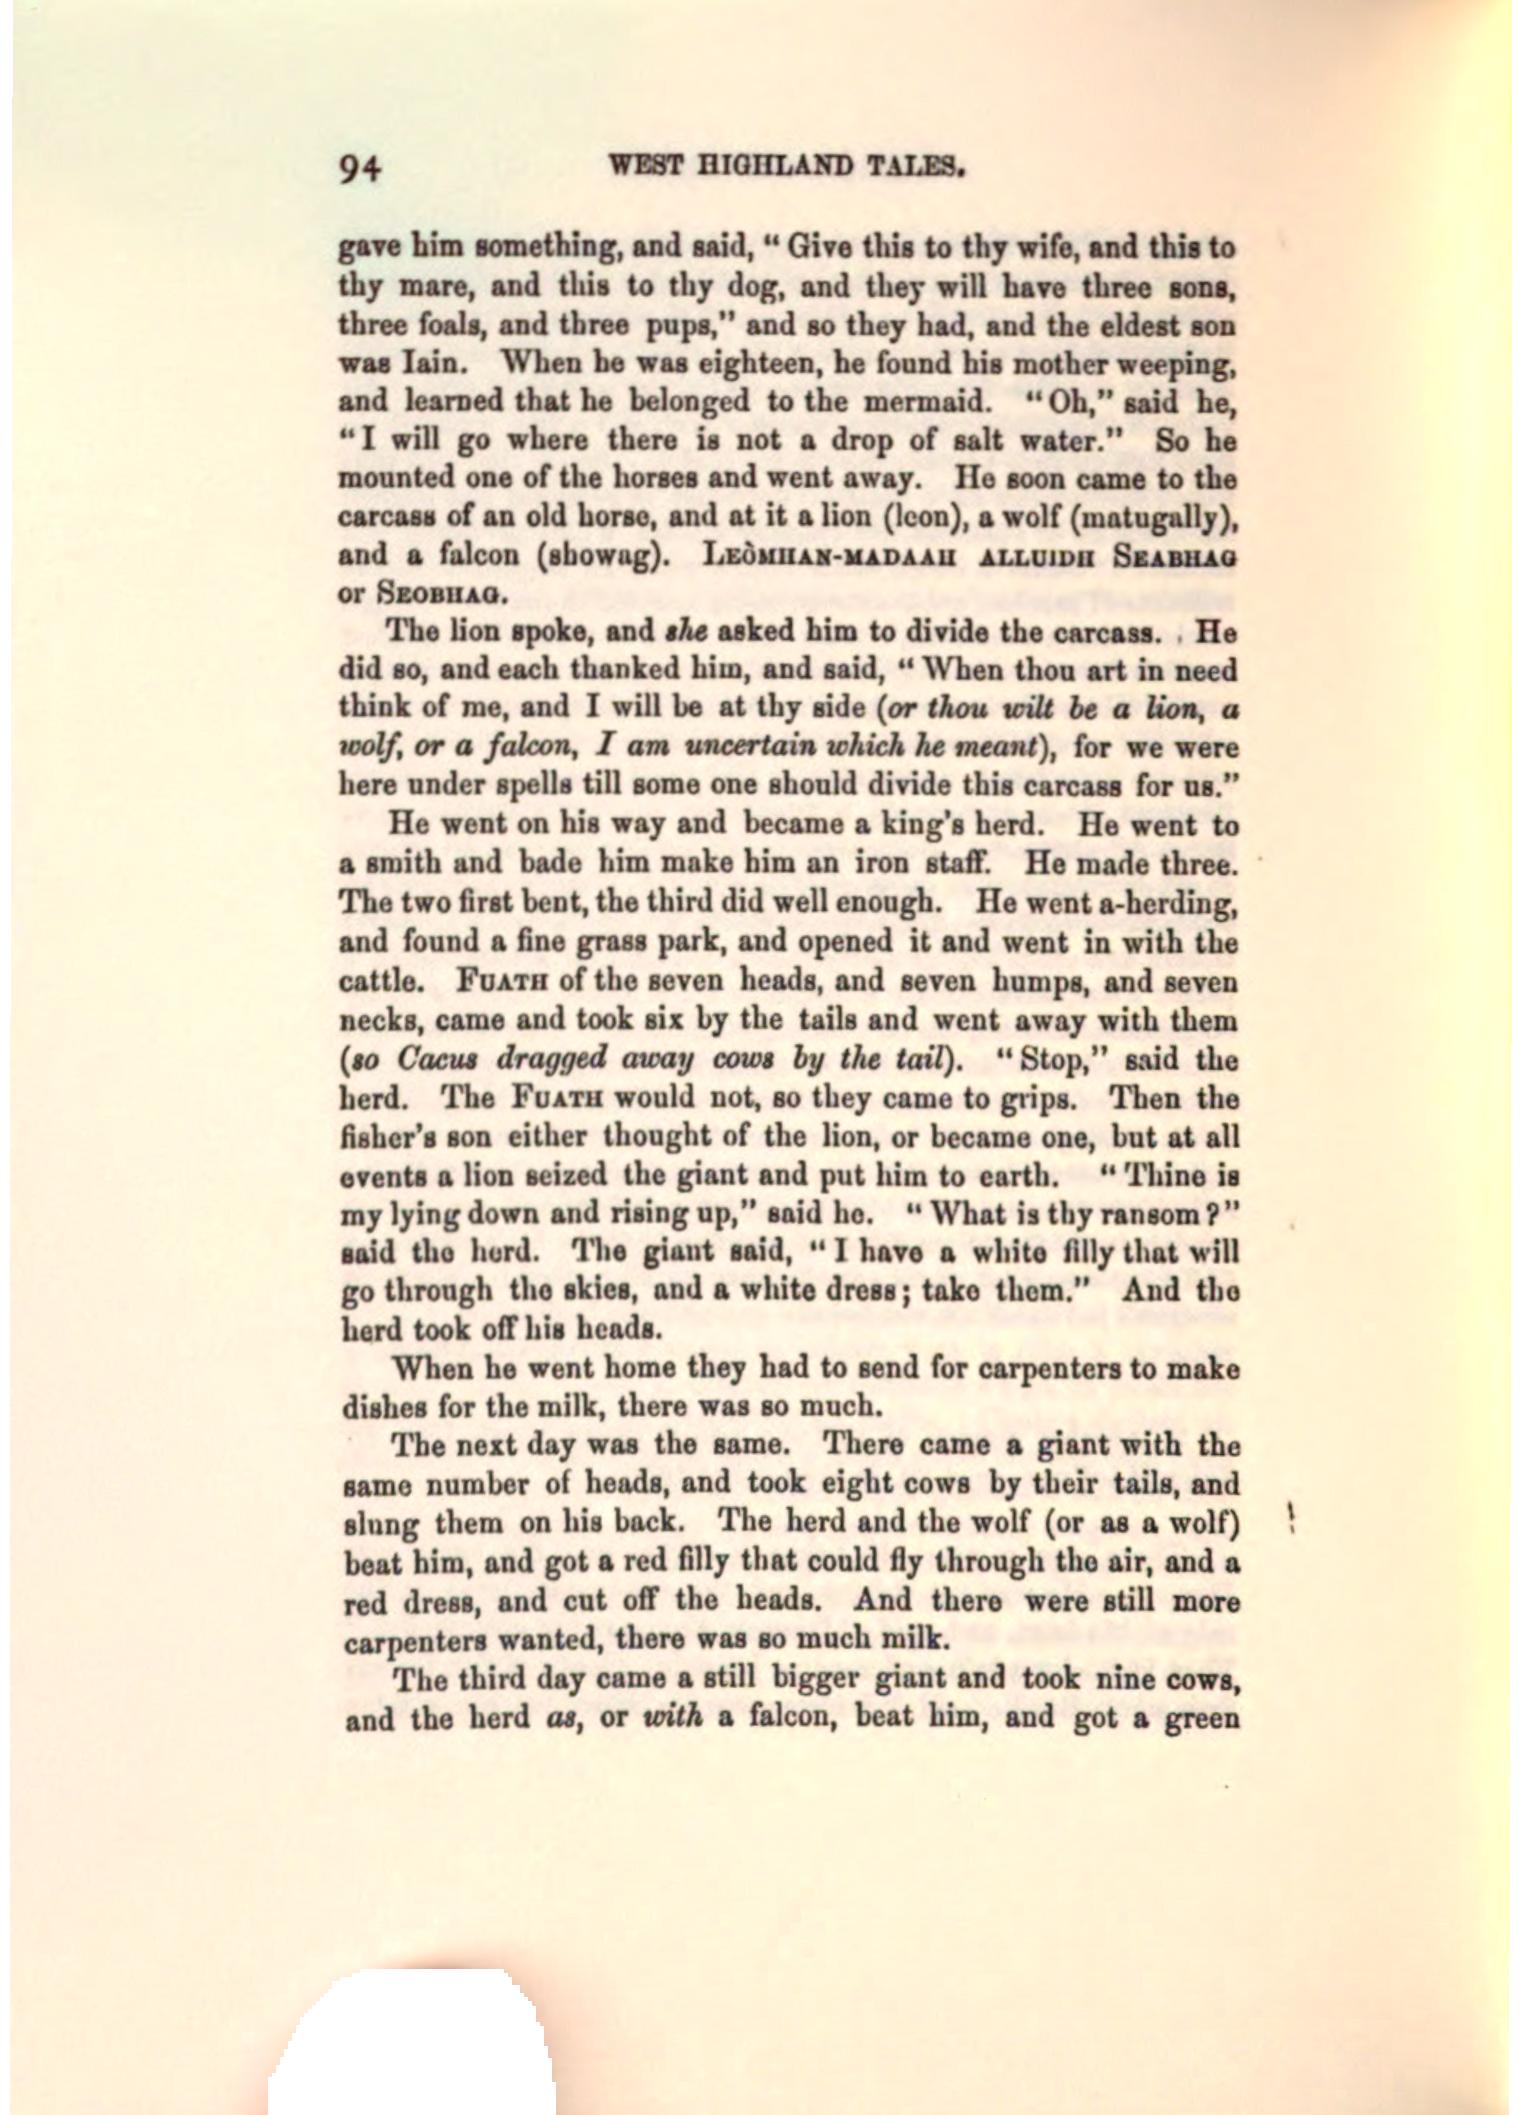 94 WEST HIGHLAND TALES.
gave him something, and said, “ Give this to thy wife, and this to
thy mare, and this to thy dog, and they will have three sons,
three foals, and three pups,” and so they had, and the eldest son
was Iain. When he was eighteen, he found his mother weeping,
and learned that he belonged to the mermaid. “Oh,” said he,
“I will go where there is not a drop of salt water.” So he
mounted one of the horses and went away. He soon came to the
carcass of an old horse, and at it a lion (leon), a wolf (matugally),
and a falcon (showag). LEÒMHAN-MADAAH ALLUIDH SEABHAG
or SEOBHAG.
The lion spoke, and she asked him to divide the carcass. He
did so, and each thanked him, and said, “ When thou art in need
think of me, and I will be at thy side (or thou wilt be a lion, a
wolf, or a falcon, I am uncertain which he meant), for we were
here under spells till some one should divide this carcass for us.”
He went on his way and became a king's herd. He went to
a smith and bade him make him an iron staff. He made three.
The two first bent, the third did well enough. He went a-herding,
and found a fine grass park, and opened it and went in with the
cattle. FUATH of the seven heads, and seven humps, and seven
necks, came and took six by the tails and went away with them
(so Cacus dragged away cows by the tail). “Stop,” said the
herd. The FUATH would not, so they came to grips. Then the
fisher's son either thought of the lion, or became one, but at all
events a lion seized the giant and put him to earth. “Thine is
my lying down and rising up,” said he. “ What is thy ransom ?”
said the herd. The giant said, “I have a white filly that will
go through the skies, and a white dress; take them.” And the
herd took off his heads.
When he went home they had to send for carpenters to make
dishes for the milk, there was so much.
The next day was the same. There came a giant with the
same number of heads, and took eight cows by their tails, and
slung them on his back. The herd and the wolf (or as a wolf)
beat him, and got a red filly that could fly through the air, and a
red dress, and cut off the heads. And there were still more
carpenters wanted, there was so much milk.
The third day came a still bigger giant and took nine cows,
and the herd as, or with a falcon, beat him, and got a green